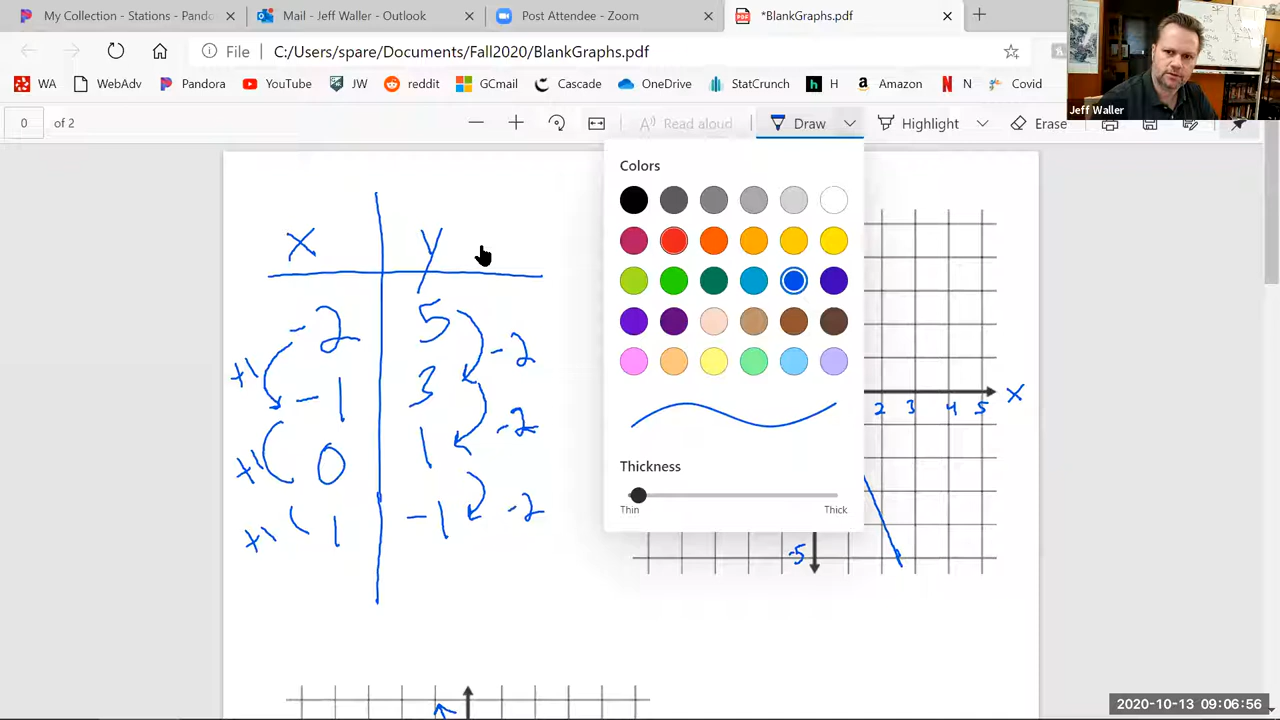 My Collection - Stations - Pando
Mail - Jeff Waller - Outlook
Post Attendee - Zoom
*BlankGraphs.pdf
File C:/Users/spare/Documents/Fall2020/BlankGraphs.pdf
WA WebAdv Pandora YouTube JW reddit GCmail Cascade OneDrive StatCrunch H Amazon N Covid
Jeff Waller
0 of 2 Read aloud Draw Highlight Erase
Colors
Thickness
Thin Thick
x y
-2 5
+1 -2
-1 3
+1 -2
0 1
+1 -2
1 -1
2 3 4 5 x
-5
2020-10-13 09:06:56